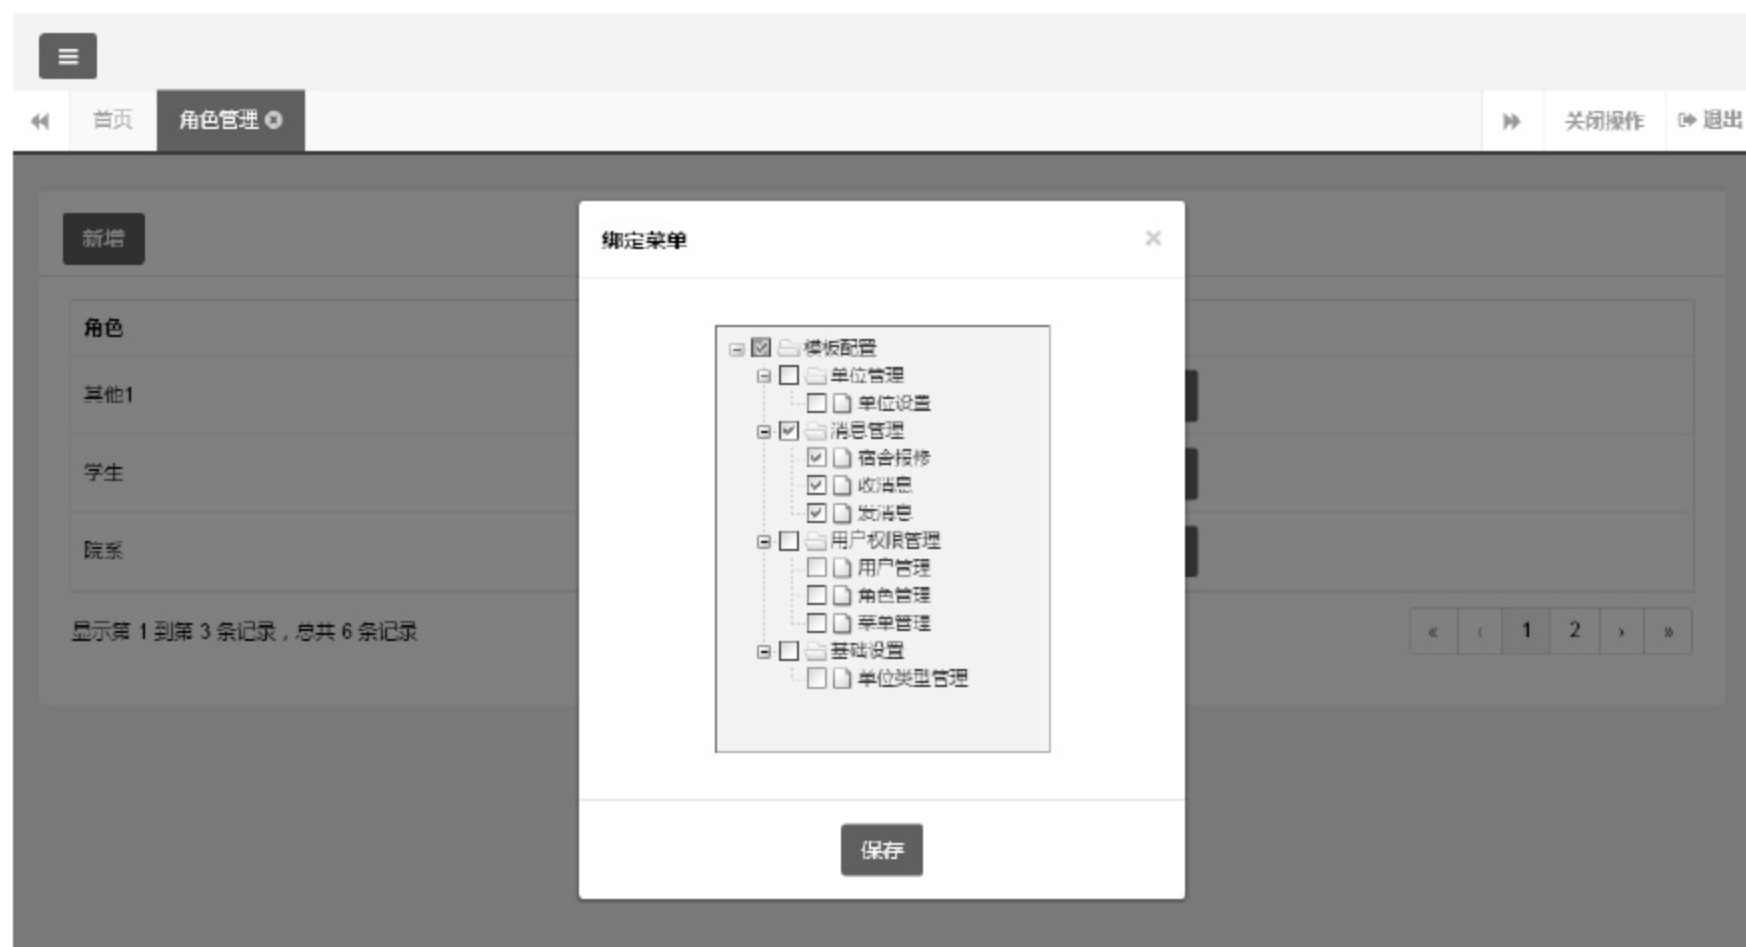 首页 角色管理 关闭操作 退出
新增
绑定菜单 ×
角色
其他1
学生
院系
显示第 1 到第 3 条记录，总共 6 条记录
« ‹ 1 2 › »
模板配置
单位管理
单位设置
消息管理
宿舍报修
收消息
发消息
用户权限管理
用户管理
角色管理
菜单管理
基础设置
单位类型管理
保存